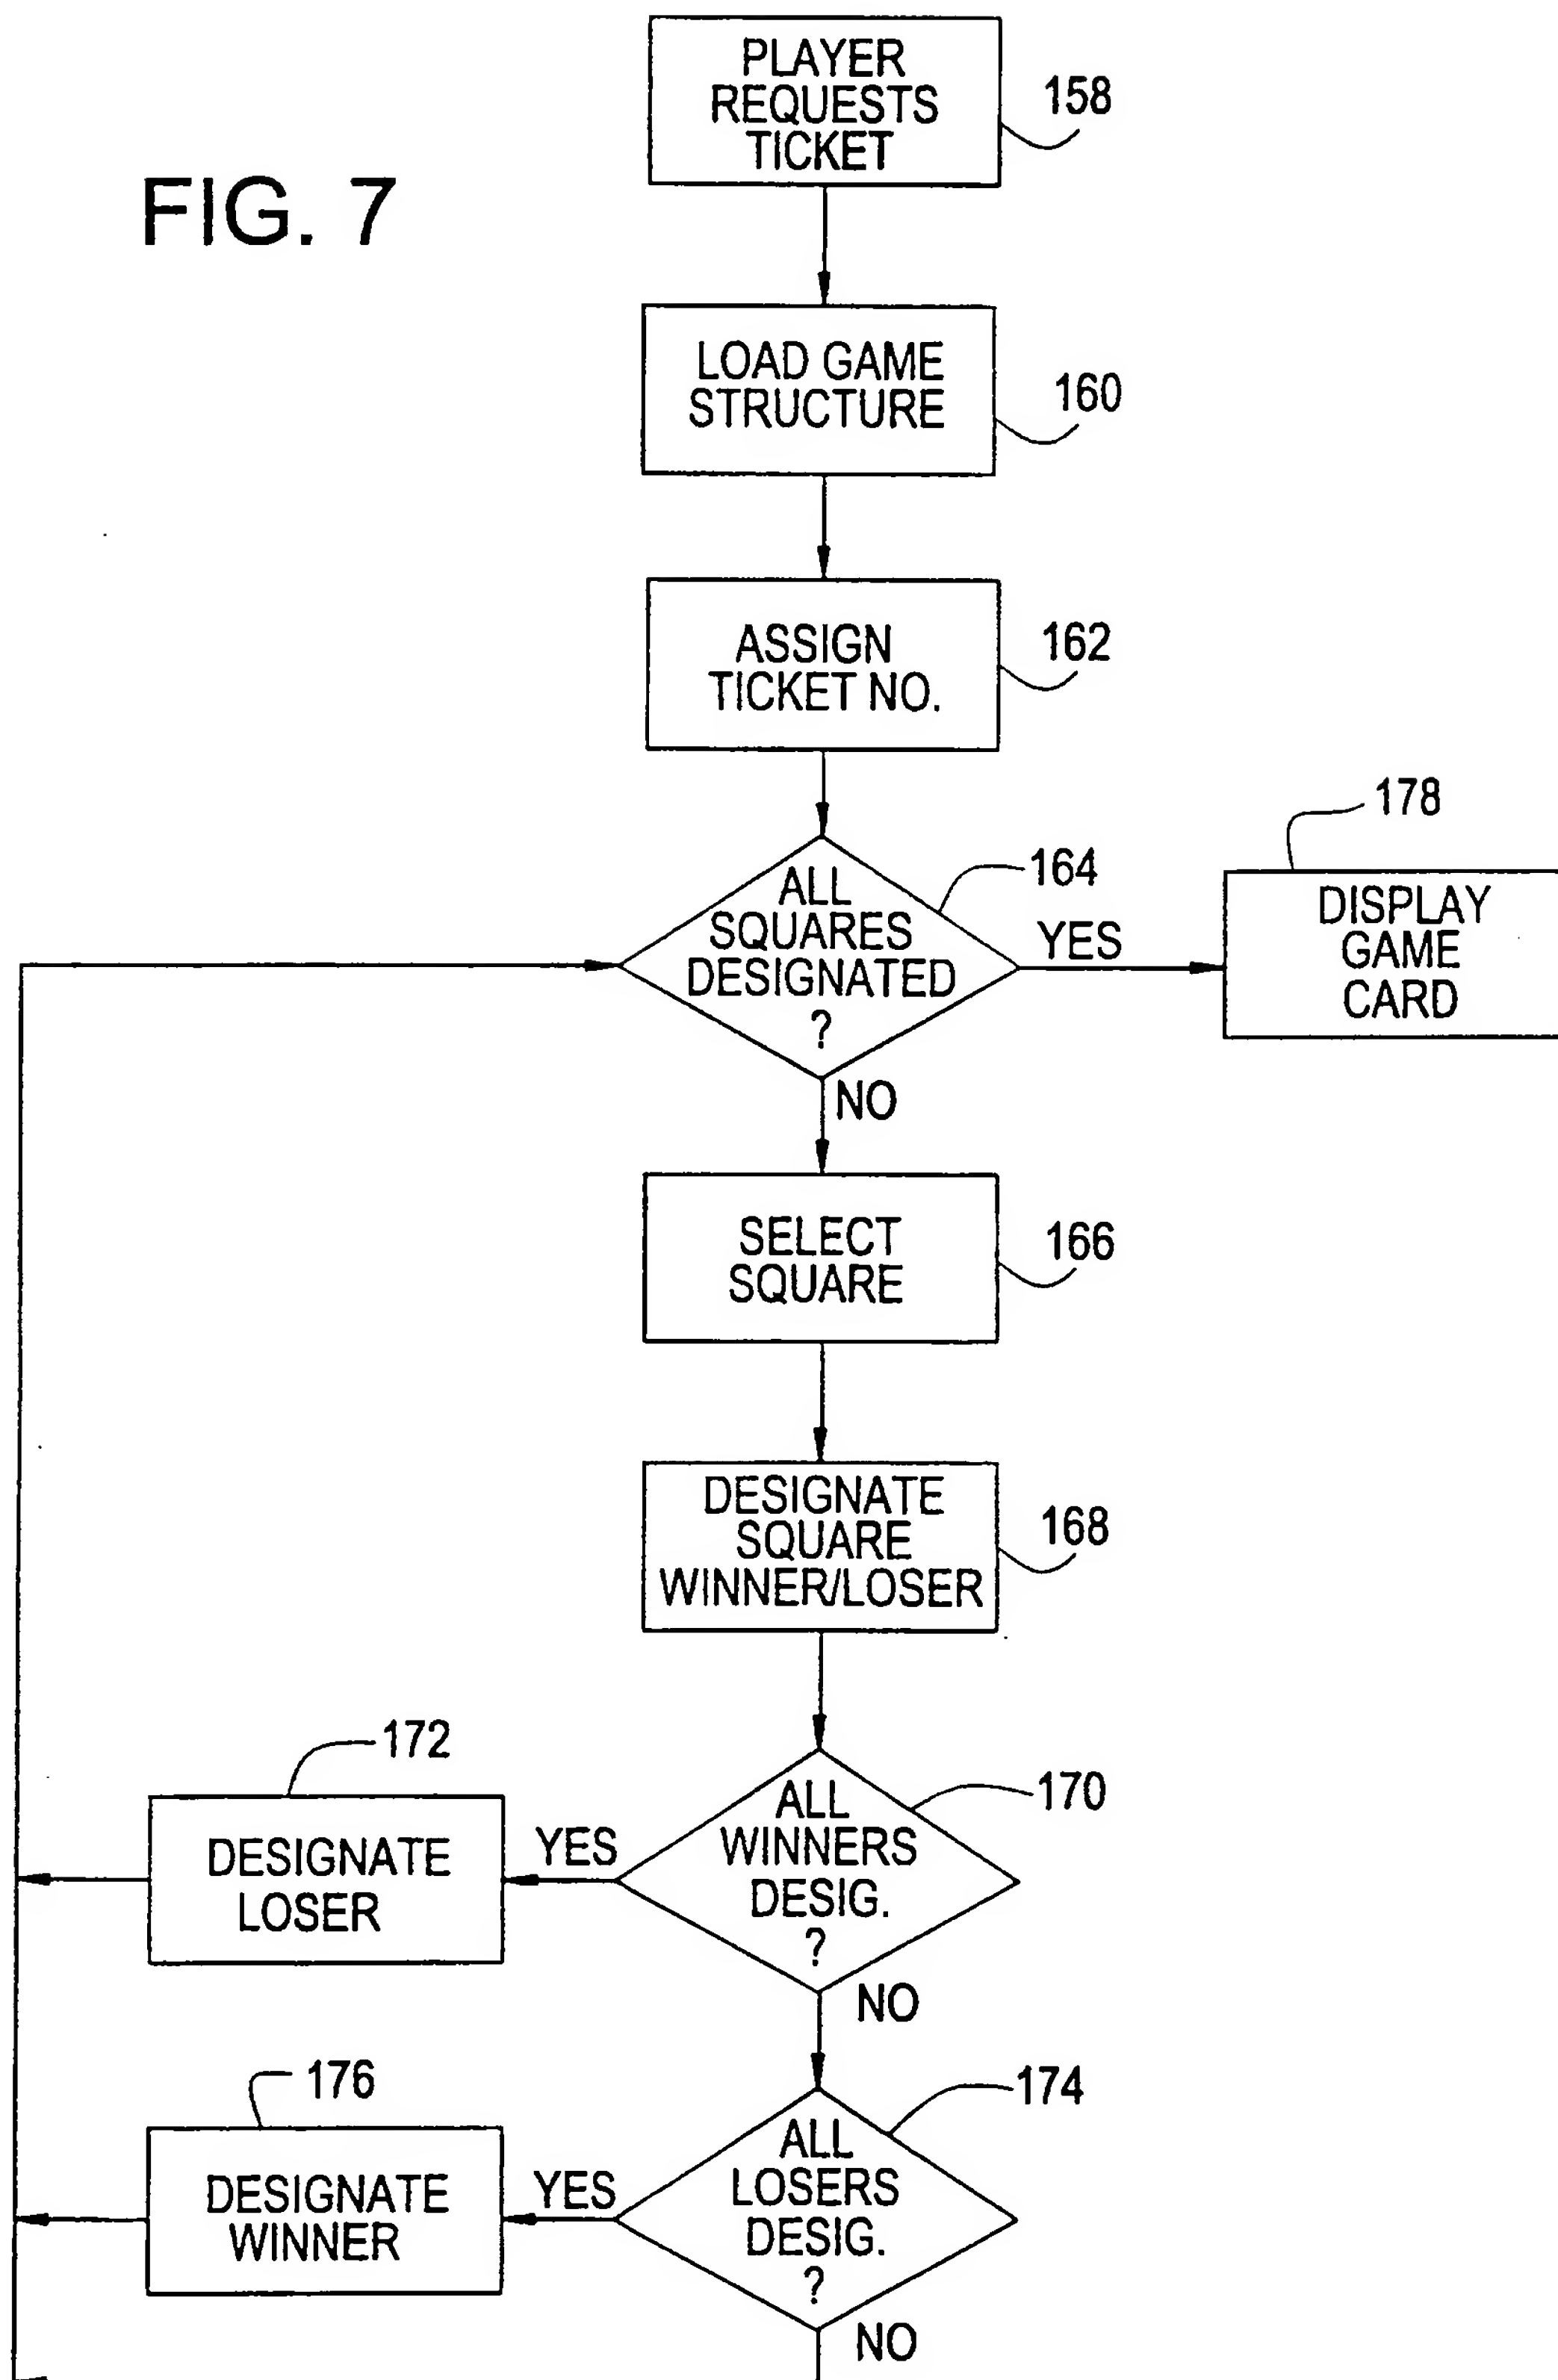 FIG. 7
PLAYER
REQUESTS
TICKET
158
LOAD GAME
STRUCTURE
160
ASSIGN
TICKET NO.
162
ALL
SQUARES
DESIGNATED
?
164
YES
178
DISPLAY
GAME
CARD
NO
SELECT
SQUARE
166
DESIGNATE
SQUARE
WINNER/LOSER
168
ALL
WINNERS
DESIG.
?
170
YES
172
DESIGNATE
LOSER
NO
ALL
LOSERS
DESIG.
?
174
YES
176
DESIGNATE
WINNER
NO